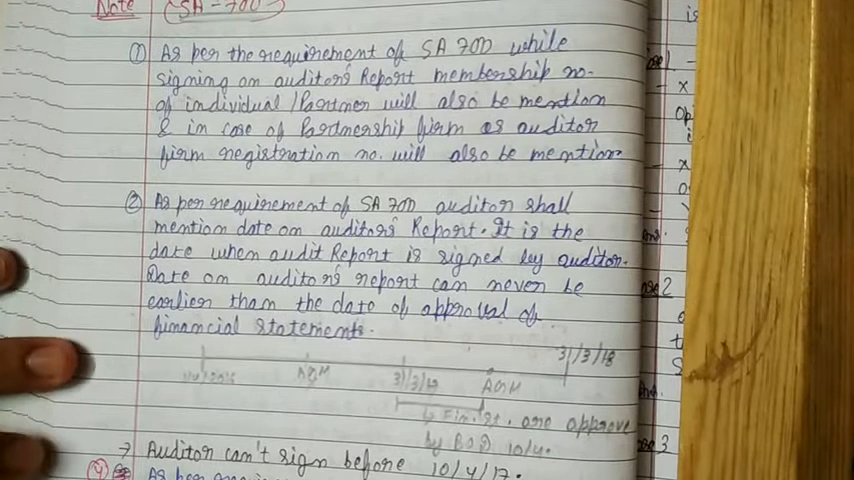 Note SA - 700
① As per the requirement of SA 700 while
signing on auditor's Report membership no.
of individual / Partner will also be mention
& in case of Partnership firm as auditor
firm registration no. will also be mention
② As per requirement of SA 700 auditor shall
mention date on auditors' Report. It is the
date when audit Report is signed by auditor.
Date on auditor's report can never be
earlier than the date of approval of
financial statements.
31/3/18
AGM 31/3/17 AGM
↳ Fin. St. are approve
by BOD 10/4.
→ Auditor can't sign before 10/4/17.
④ As per